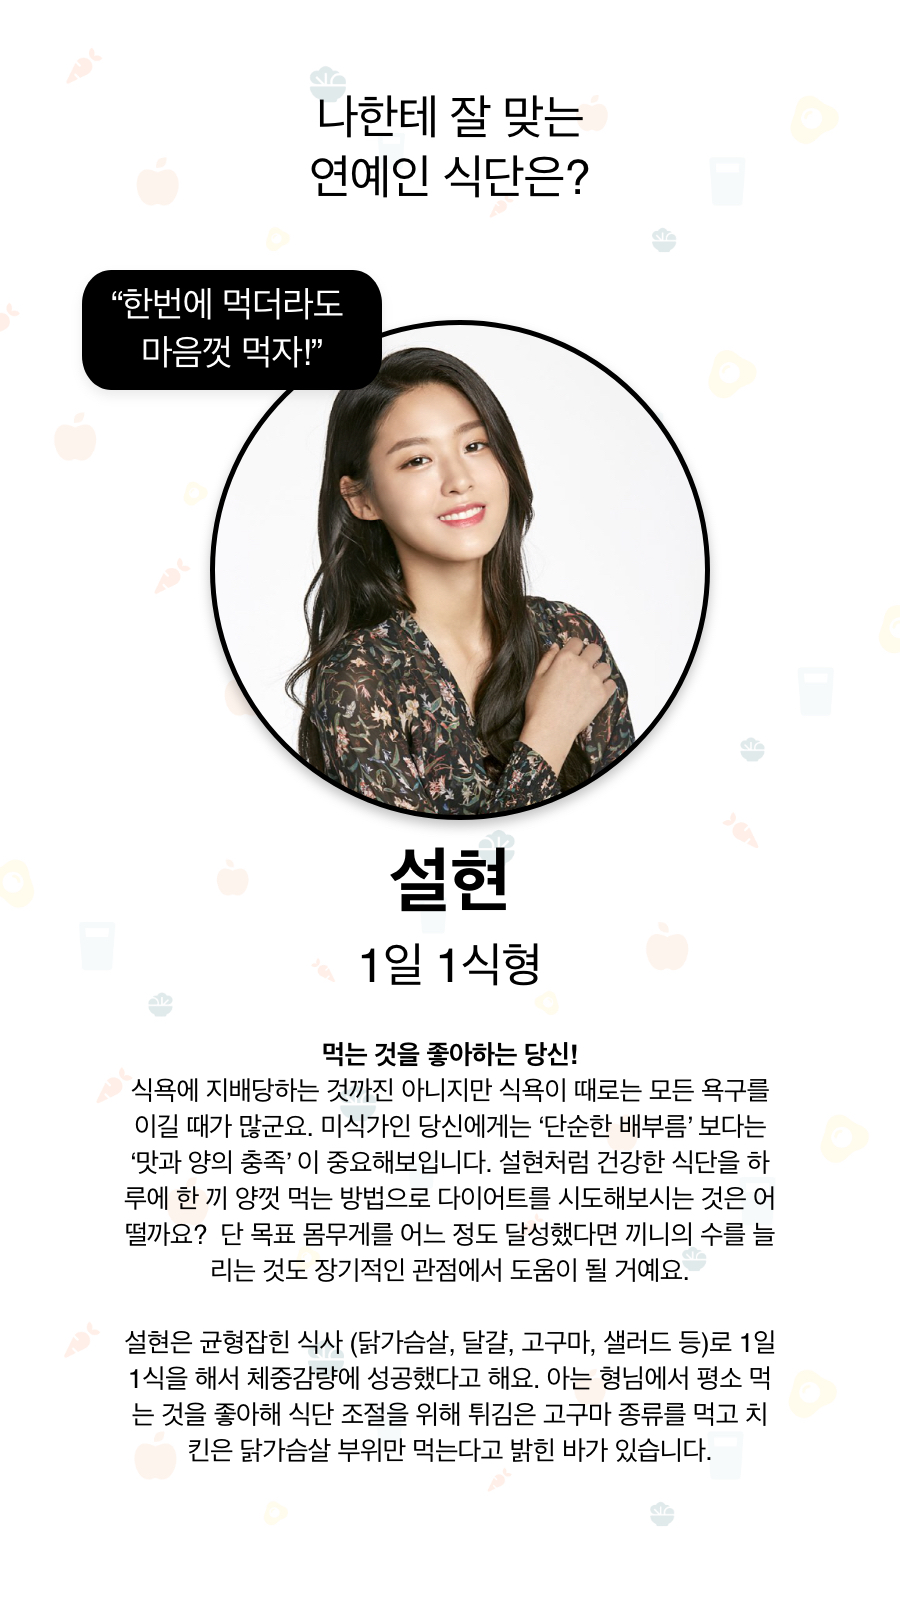 나한테 잘 맞는
연예인 식단은?
“한번에 먹더라도
마음껏 먹자!”
설현
1일 1식형
먹는 것을 좋아하는 당신!
식욕에 지배당하는 것까진 아니지만 식욕이 때로는 모든 욕구를
이길 때가 많군요. 미식가인 당신에게는 ‘단순한 배부름’ 보다는
‘맛과 양의 충족’ 이 중요해보입니다. 설현처럼 건강한 식단을 하
루에 한 끼 양껏 먹는 방법으로 다이어트를 시도해보시는 것은 어
떨까요?  단 목표 몸무게를 어느 정도 달성했다면 끼니의 수를 늘
리는 것도 장기적인 관점에서 도움이 될 거예요.
설현은 균형잡힌 식사 (닭가슴살, 달걀, 고구마, 샐러드 등)로 1일
1식을 해서 체중감량에 성공했다고 해요. 아는 형님에서 평소 먹
는 것을 좋아해 식단 조절을 위해 튀김은 고구마 종류를 먹고 치
킨은 닭가슴살 부위만 먹는다고 밝힌 바가 있습니다.